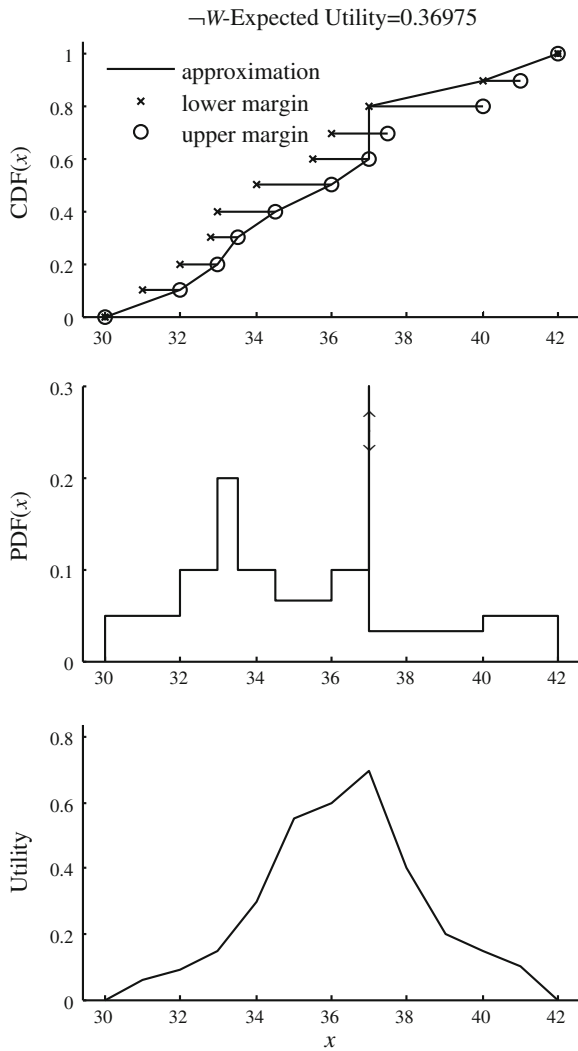 ¬W-Expected Utility=0.36975
1
0.8
0.6
0.4
0.2
0
CDF(x)
approximation
lower margin
upper margin
30 32 34 36 38 40 42
0.3
0.2
0.1
0
PDF(x)
30 32 34 36 38 40 42
0.8
0.6
0.4
0.2
0
Utility
30 32 34 36 38 40 42
x